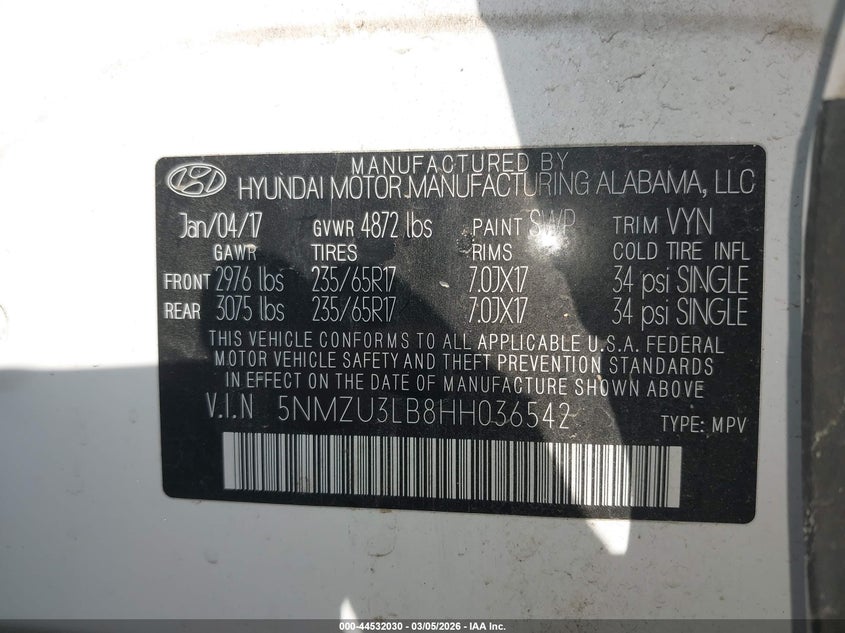 MANUFACTURED BY
HYUNDAI MOTOR MANUFACTURING ALABAMA, LLC
Jan/04/17 GVWR 4872 lbs PAINT SWP TRIM VYN
GAWR TIRES RIMS COLD TIRE INFL
FRONT 2976 lbs 235/65R17 7.0JX17 34 psi SINGLE
REAR 3075 lbs 235/65R17 7.0JX17 34 psi SINGLE
THIS VEHICLE CONFORMS TO ALL APPLICABLE U.S.A. FEDERAL
MOTOR VEHICLE SAFETY AND THEFT PREVENTION STANDARDS
IN EFFECT ON THE DATE OF MANUFACTURE SHOWN ABOVE
V.I.N 5NMZU3LB8HH036542 TYPE: MPV
000-44532030 - 03/05/2026 - IAA Inc.